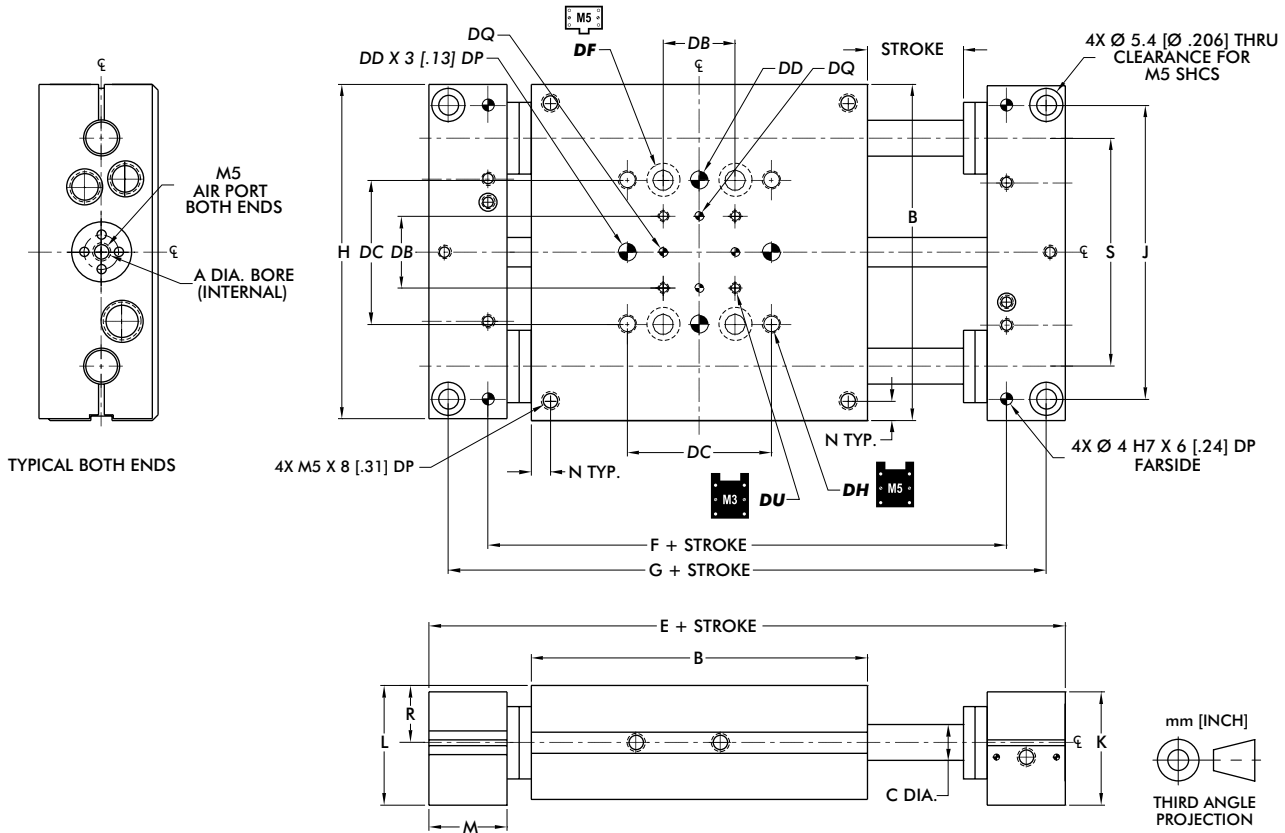 M5
DQ
DF
DB
STROKE
4X Ø 5.4 [Ø .206] THRU
CLEARANCE FOR
M5 SHCS
DD X 3 [.13] DP
℄
DD
DQ
℄
M5
AIR PORT
BOTH ENDS
℄
A DIA. BORE
(INTERNAL)
H
DC
DB
B
S
J
℄
TYPICAL BOTH ENDS
4X M5 X 8 [.31] DP
N TYP.
DC
N TYP.
M3
DU
DH
M5
4X Ø 4 H7 X 6 [.24] DP
FARSIDE
F + STROKE
G + STROKE
E + STROKE
B
R
L
M
C DIA.
K
℄
mm [INCH]
THIRD ANGLE
PROJECTION